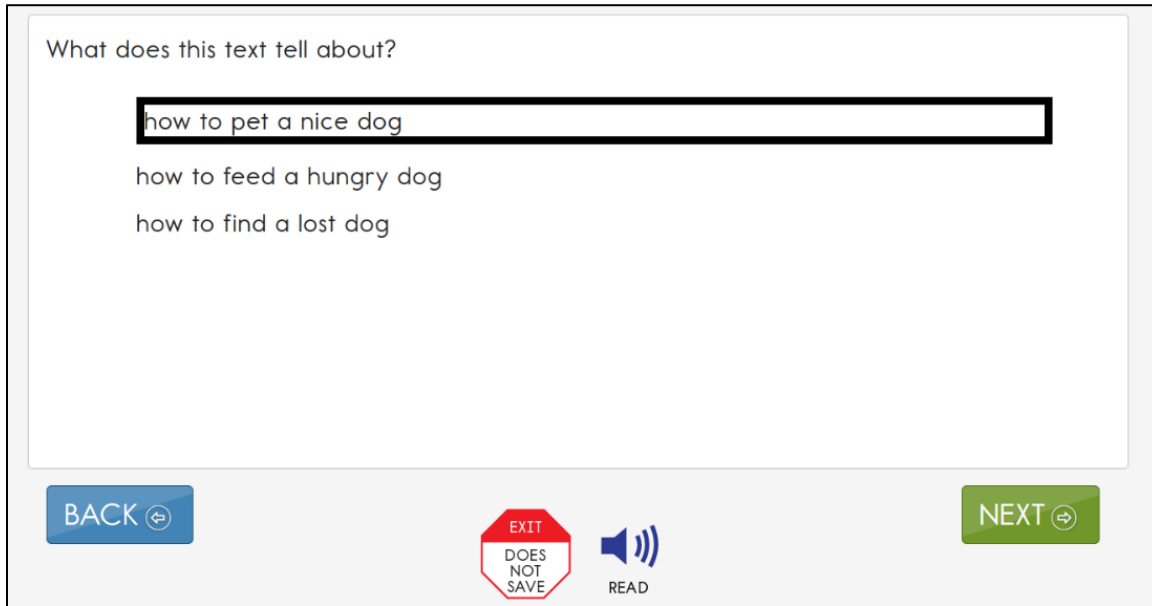 What does this text tell about?
how to pet a nice dog
how to feed a hungry dog
how to find a lost dog
BACK
NEXT
EXIT
DOES
NOT
SAVE
READ